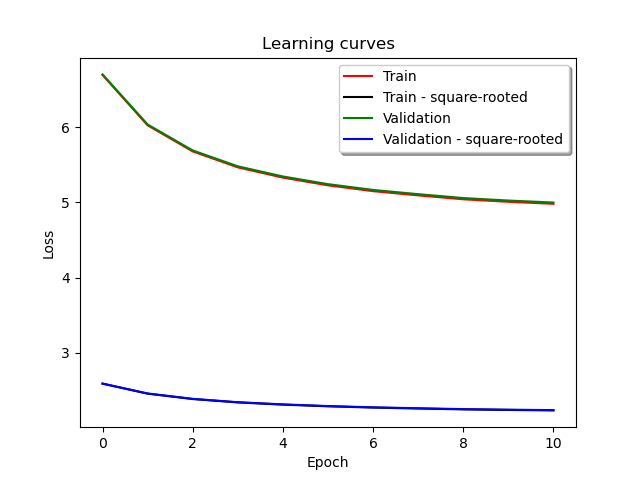 Learning curves
Train
Train - square-rooted
Validation
Validation - square-rooted
6
5
4
3
Loss
0 2 4 6 8 10
Epoch